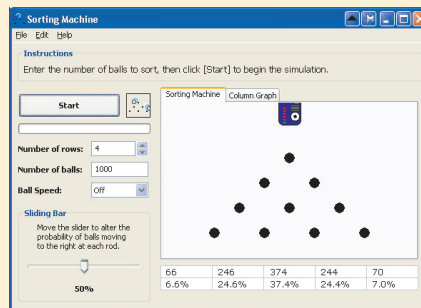 Sorting Machine
File Edit Help
Instructions
Enter the number of balls to sort, then click [Start] to begin the simulation.
Start
Number of rows: 4
Number of balls: 1000
Ball Speed: Off
Sliding Bar
Move the slider to alter the
probability of balls moving
to the right at each rod.
50%
Sorting Machine Column Graph
66 246 374 244 70
6.6% 24.6% 37.4% 24.4% 7.0%